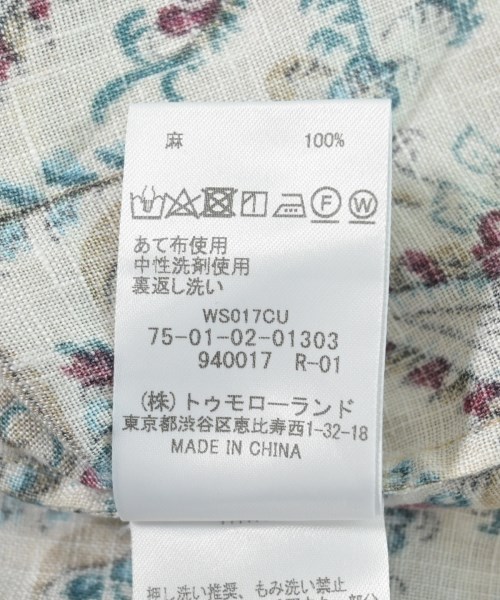 麻 100%
F W
あて布使用
中性洗剤使用
裏返し洗い
WS017CU
75-01-02-01303
940017 R-01
(株)トゥモローランド
東京都渋谷区恵比寿西1-32-18
MADE IN CHINA
押し洗い推奨、もみ洗い禁止